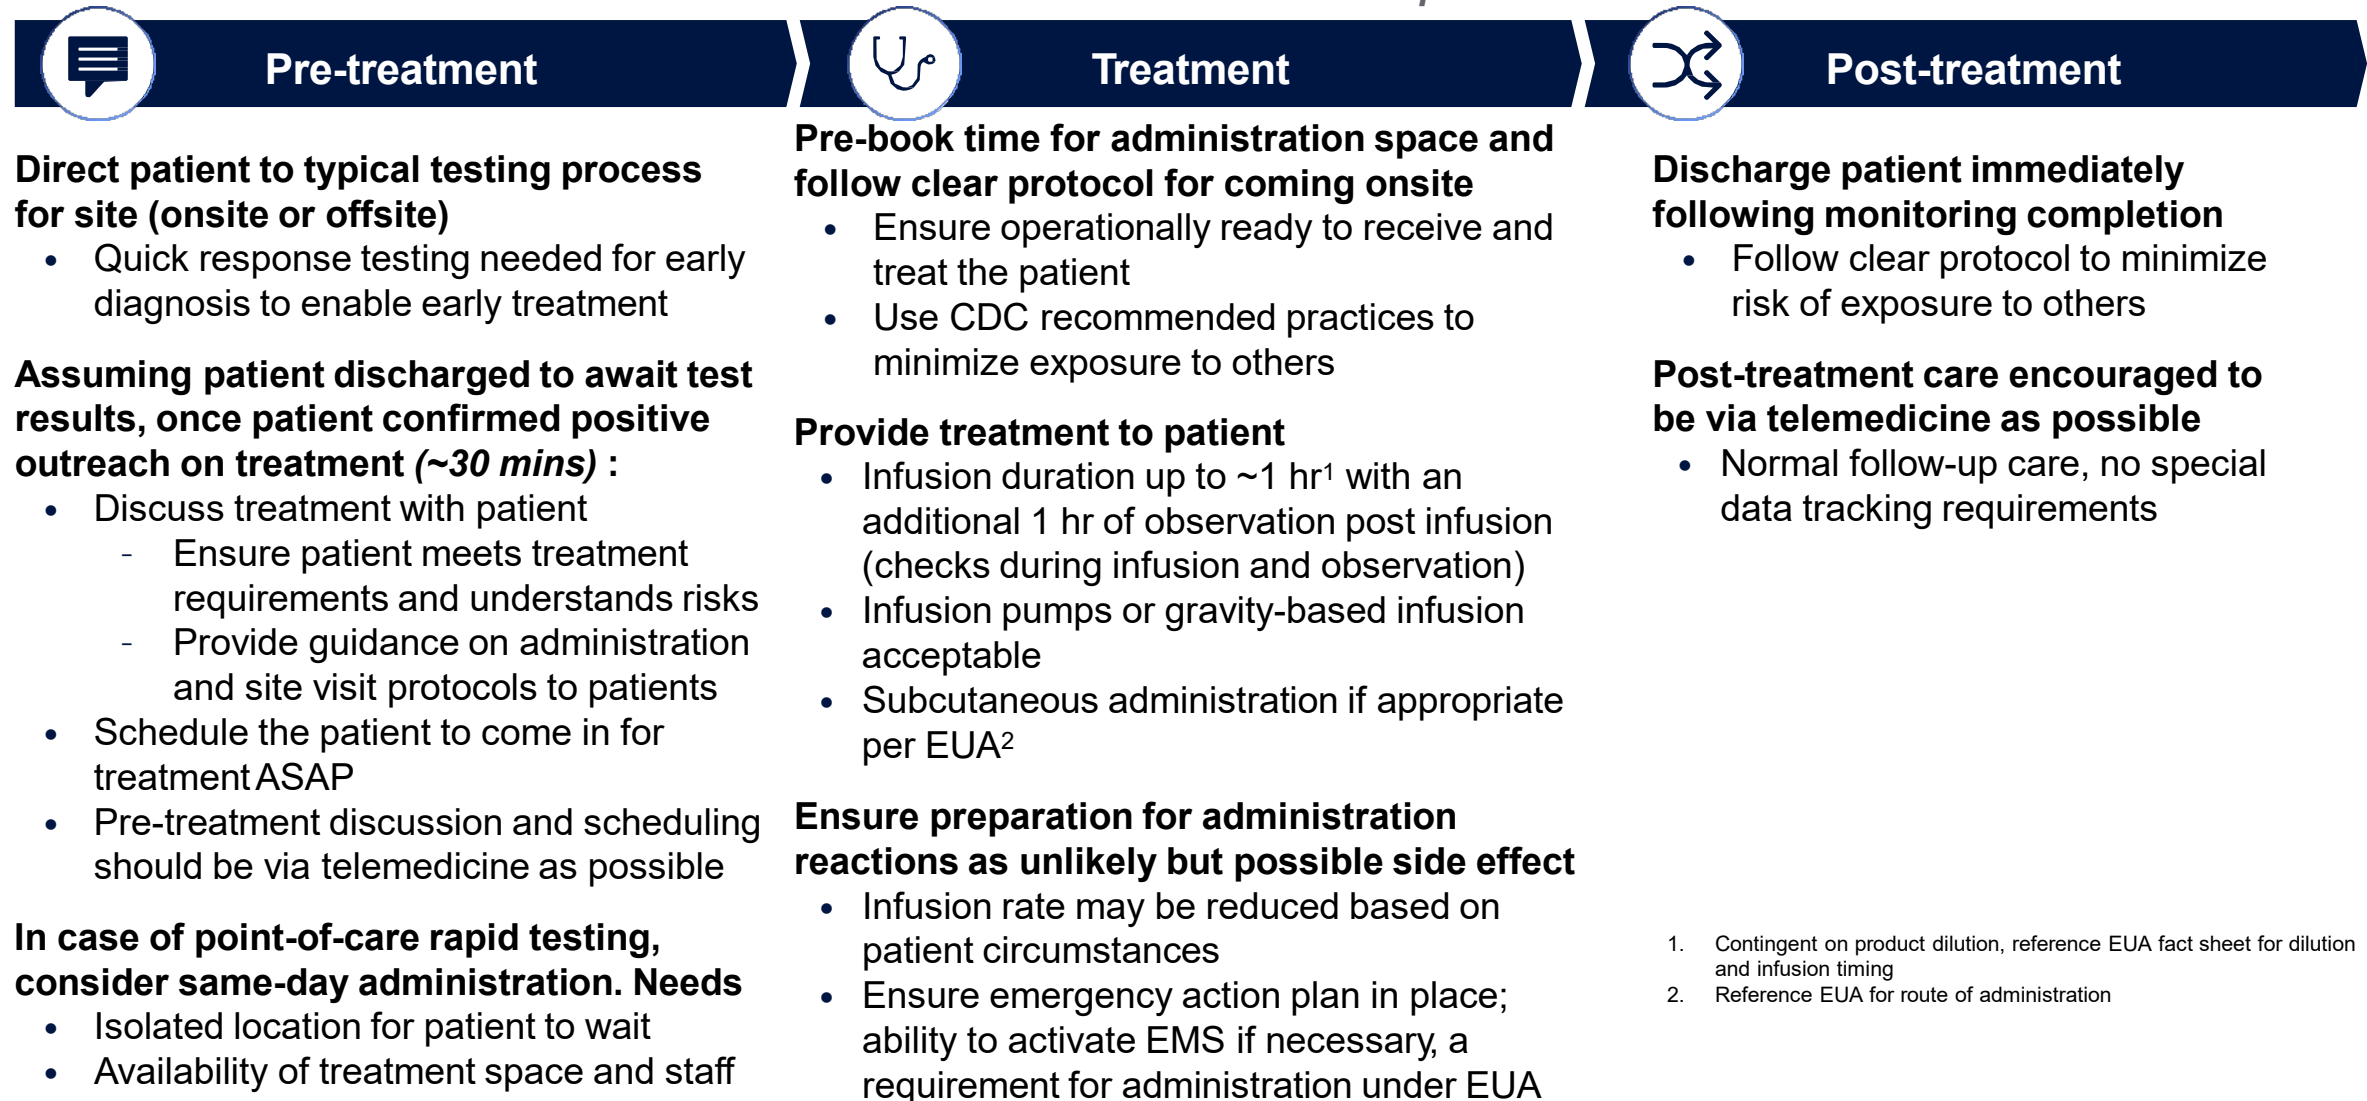 Pre-treatment
Direct patient to typical testing process
for site (onsite or offsite)
• Quick response testing needed for early
diagnosis to enable early treatment
Assuming patient discharged to await test
results, once patient confirmed positive
outreach on treatment (~30 mins) :
• Discuss treatment with patient
- Ensure patient meets treatment
requirements and understands risks
- Provide guidance on administration
and site visit protocols to patients
• Schedule the patient to come in for
treatment ASAP
• Pre-treatment discussion and scheduling
should be via telemedicine as possible
In case of point-of-care rapid testing,
consider same-day administration. Needs
• Isolated location for patient to wait
• Availability of treatment space and staff
Treatment
Pre-book time for administration space and
follow clear protocol for coming onsite
• Ensure operationally ready to receive and
treat the patient
• Use CDC recommended practices to
minimize exposure to others
Provide treatment to patient
• Infusion duration up to ~1 hr¹ with an
additional 1 hr of observation post infusion
(checks during infusion and observation)
• Infusion pumps or gravity-based infusion
acceptable
• Subcutaneous administration if appropriate
per EUA²
Ensure preparation for administration
reactions as unlikely but possible side effect
• Infusion rate may be reduced based on
patient circumstances
• Ensure emergency action plan in place;
ability to activate EMS if necessary, a
requirement for administration under EUA
Post-treatment
Discharge patient immediately
following monitoring completion
• Follow clear protocol to minimize
risk of exposure to others
Post-treatment care encouraged to
be via telemedicine as possible
• Normal follow-up care, no special
data tracking requirements
1. Contingent on product dilution, reference EUA fact sheet for dilution
and infusion timing
2. Reference EUA for route of administration